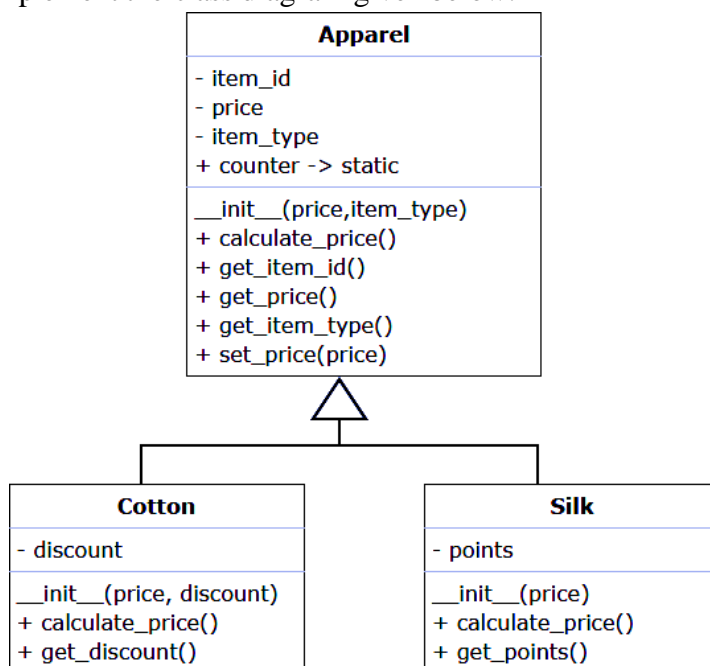 Apparel
- item_id
- price
- item_type
+ counter -> static
__init__(price,item_type)
+ calculate_price()
+ get_item_id()
+ get_price()
+ get_item_type()
+ set_price(price)
Cotton
- discount
__init__(price, discount)
+ calculate_price()
+ get_discount()
Silk
- points
__init__(price)
+ calculate_price()
+ get_points()